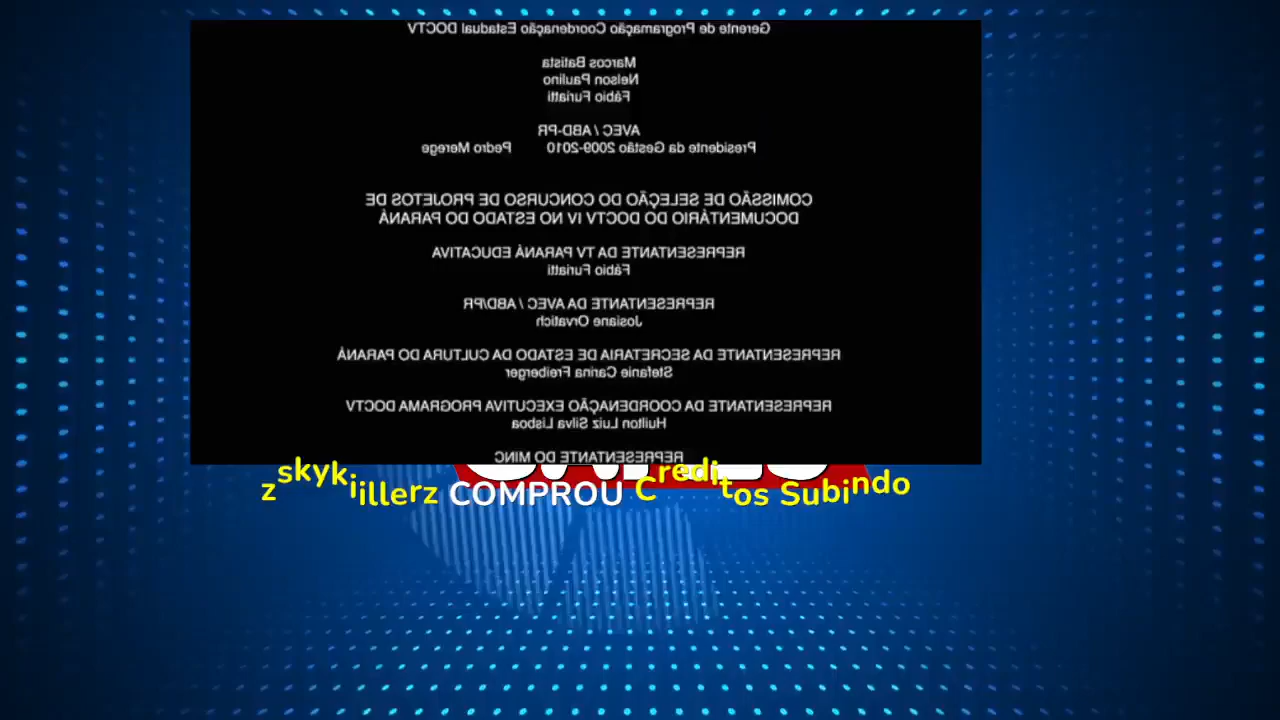 Gerente de Programação Coordenação Estadual DOCTV
Marcos Batista
Nelson Paulino
Fábio Furiatti
AVEC / ABD-PR
Presidente da Gestão 2009-2010 Pedro Merege
COMISSÃO DE SELEÇÃO DO CONCURSO DE PROJETOS DE
DOCUMENTÁRIO DO DOCTV IV NO ESTADO DO PARANÁ
REPRESENTANTE DA TV PARANÁ EDUCATIVA
Fábio Furiatti
REPRESENTANTE DA AVEC / ABD/PR
Josiane Orvatich
REPRESENTANTE DA SECRETARIA DE ESTADO DA CULTURA DO PARANÁ
Stefanie Carina Freiberger
REPRESENTANTE DA COORDENAÇÃO EXECUTIVA PROGRAMA DOCTV
Huilton Luiz Silva Lisboa
REPRESENTANTE DO MINC
zskykiillerz COMPROU Creditos Subindo